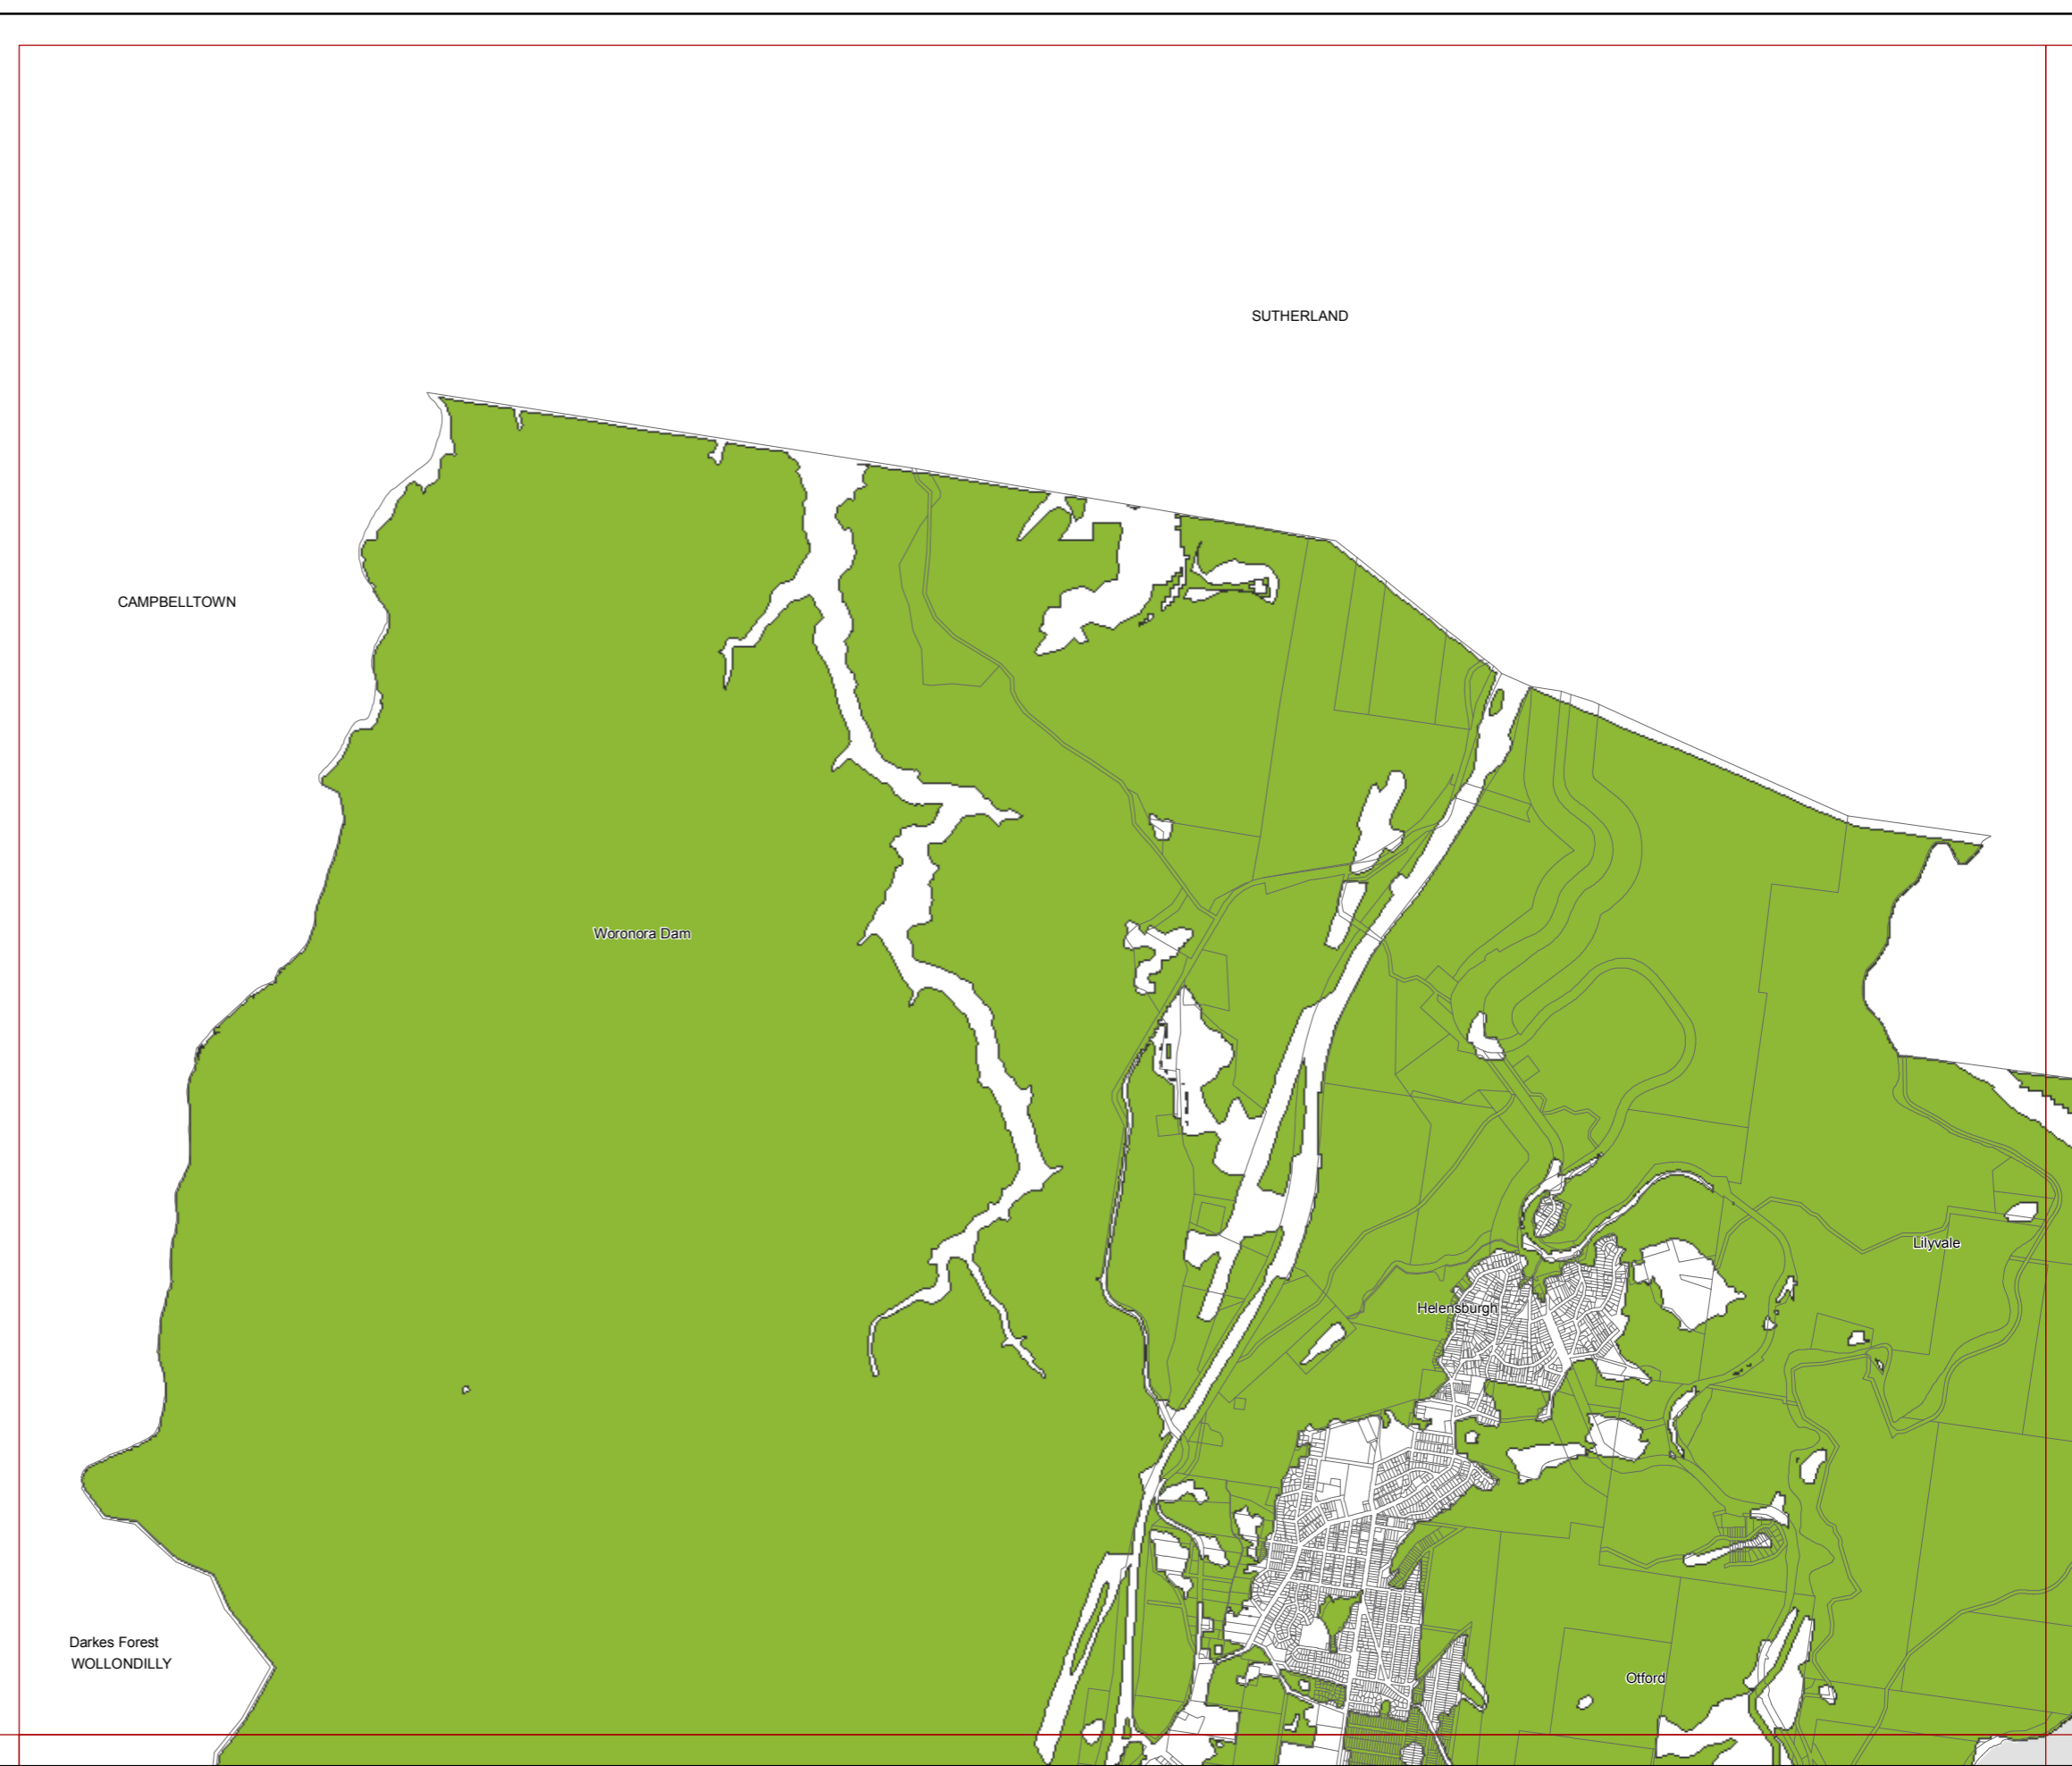 SUTHERLAND
CAMPBELLTOWN
Woronora Dam
Lilyvale
Helensburgh
Darkes Forest
WOLLONDILLY
Otford